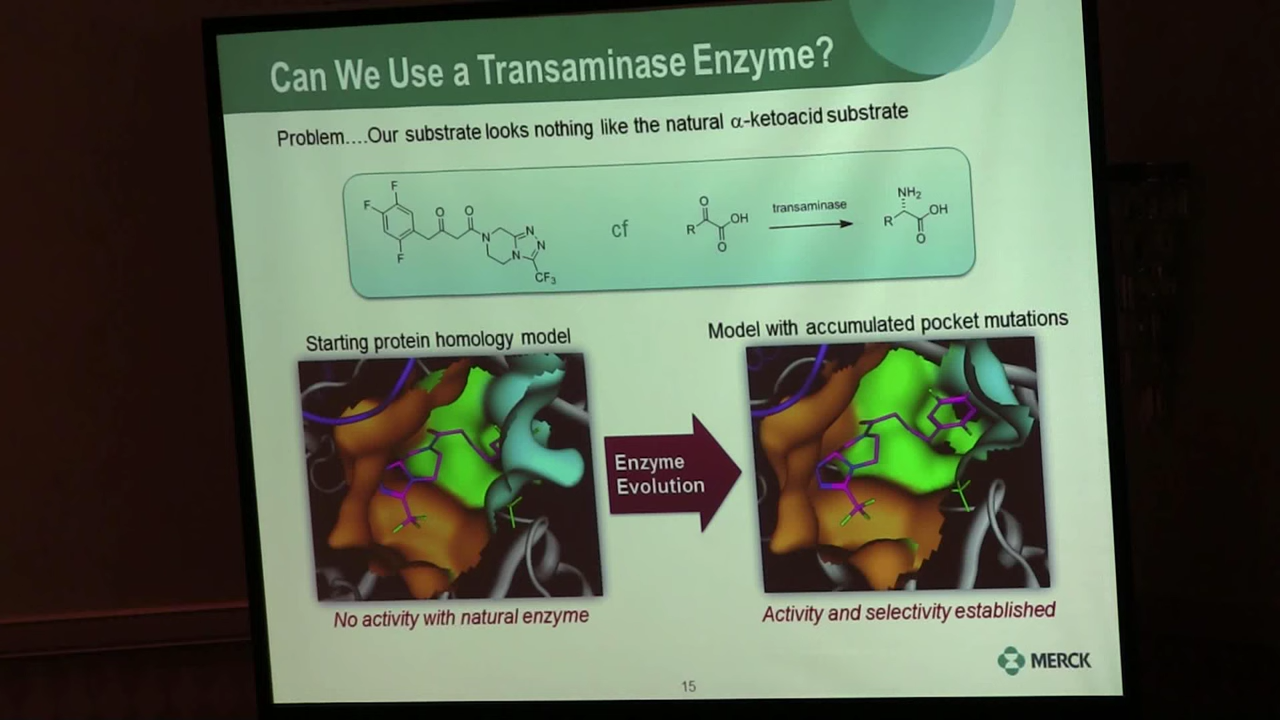 Can We Use a Transaminase Enzyme?
Problem....Our substrate looks nothing like the natural α-ketoacid substrate
F
F
F
O
O
N
N
N
N
CF₃
cf
R
O
OH
O
transaminase
NH₂
R
OH
O
Starting protein homology model
Model with accumulated pocket mutations
Enzyme
Evolution
No activity with natural enzyme
Activity and selectivity established
MERCK
15